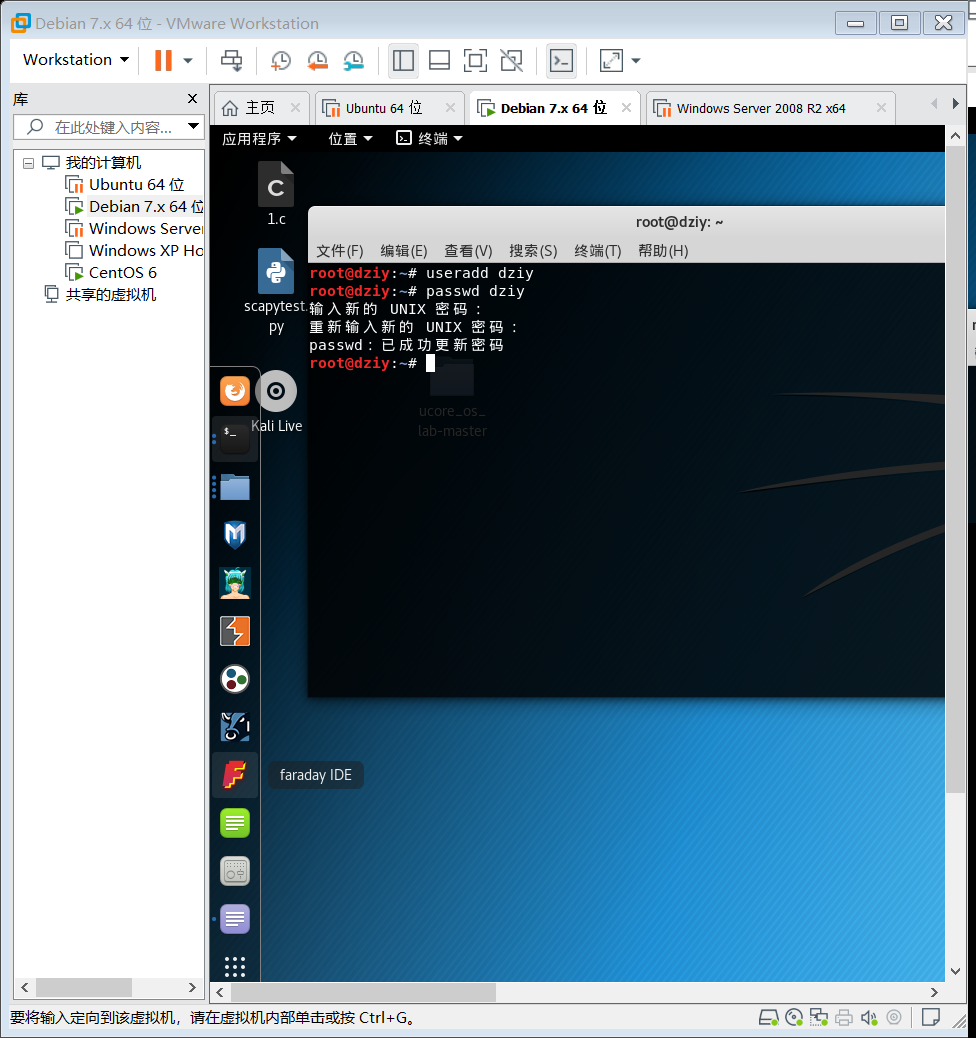 Debian 7.x 64 位 - VMware Workstation
Workstation
库
在此处键入内容...
我的计算机
Ubuntu 64 位
Debian 7.x 64 位
Windows Server
Windows XP Ho
CentOS 6
共享的虚拟机
主页
Ubuntu 64 位
Debian 7.x 64 位
Windows Server 2008 R2 x64
应用程序
位置
终端
C
1.c
scapytest.
py
Kali Live
root@dziy: ~
文件(F) 编辑(E) 查看(V) 搜索(S) 终端(T) 帮助(H)
root@dziy:~# useradd dziy
root@dziy:~# passwd dziy
输入新的 UNIX 密码：
重新输入新的 UNIX 密码：
passwd：已成功更新密码
root@dziy:~#
ucore_os_
lab-master
$_
faraday IDE
要将输入定向到该虚拟机，请在虚拟机内部单击或按 Ctrl+G。